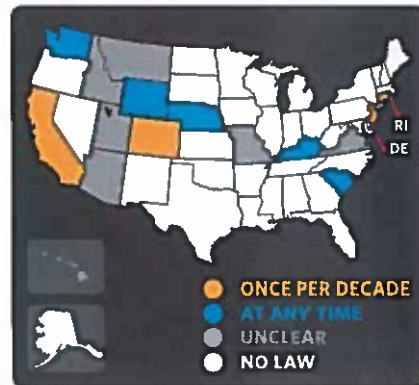 RI
DE
ONCE PER DECADE
AT ANY TIME
UNCLEAR
NO LAW